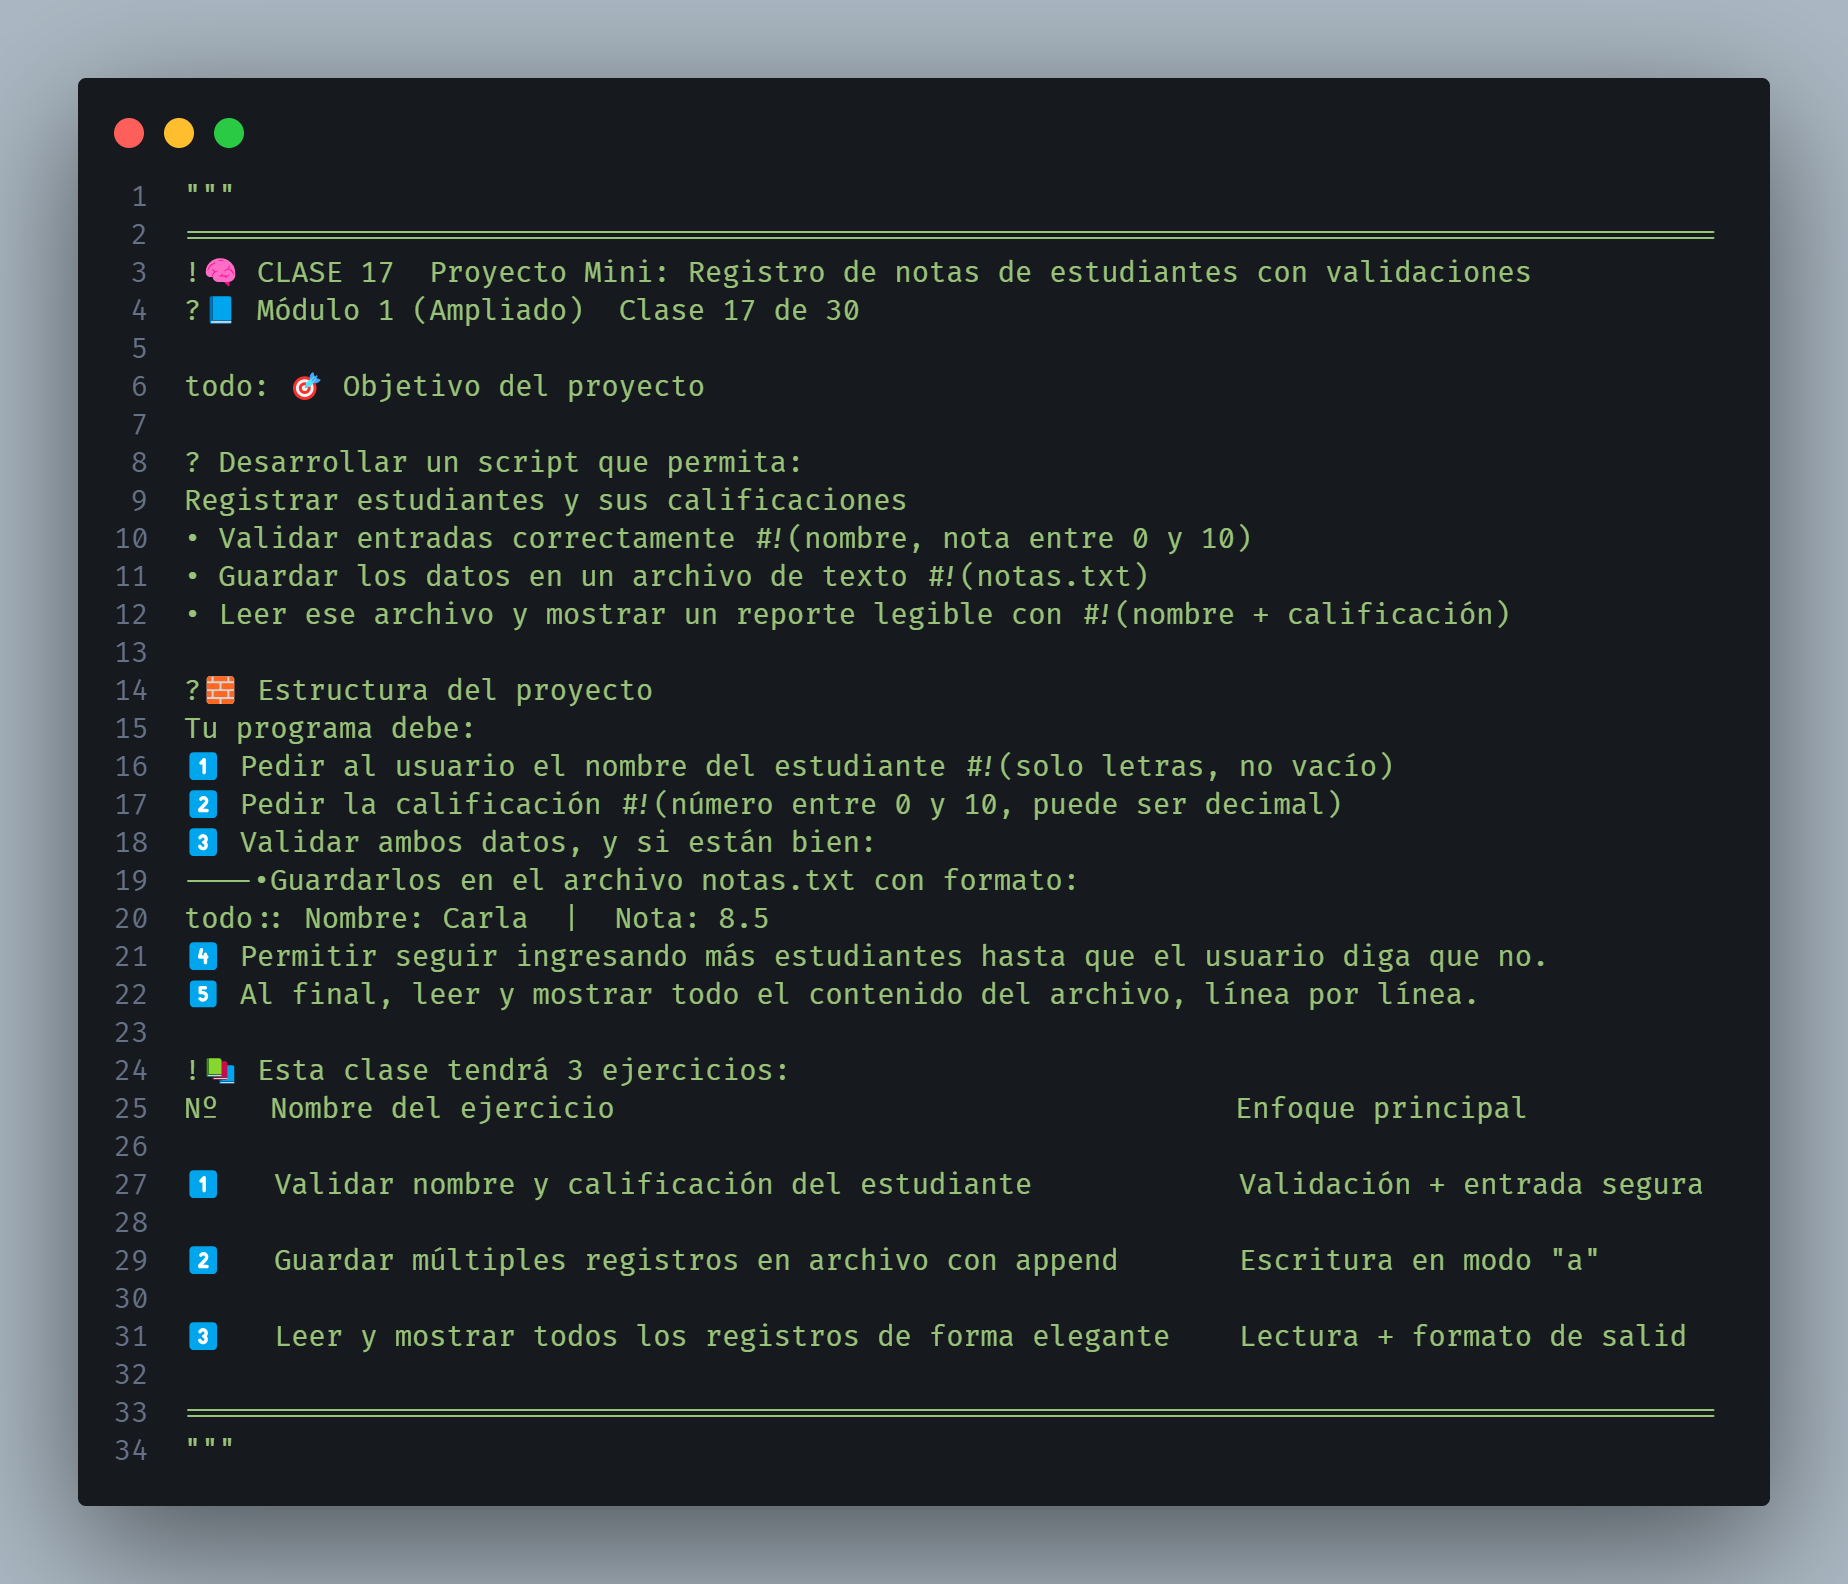 1 """
2 ========================================================================================
3 !🧠 CLASE 17  Proyecto Mini: Registro de notas de estudiantes con validaciones
4 ?📘 Módulo 1 (Ampliado)  Clase 17 de 30
5
6 todo: 🎯 Objetivo del proyecto
7
8 ? Desarrollar un script que permita:
9 Registrar estudiantes y sus calificaciones
10 • Validar entradas correctamente #!(nombre, nota entre 0 y 10)
11 • Guardar los datos en un archivo de texto #!(notas.txt)
12 • Leer ese archivo y mostrar un reporte legible con #!(nombre + calificación)
13
14 ?🧱 Estructura del proyecto
15 Tu programa debe:
16 1️⃣ Pedir al usuario el nombre del estudiante #!(solo letras, no vacío)
17 2️⃣ Pedir la calificación #!(número entre 0 y 10, puede ser decimal)
18 3️⃣ Validar ambos datos, y si están bien:
19 ----•Guardarlos en el archivo notas.txt con formato:
20 todo:: Nombre: Carla  |  Nota: 8.5
21 4️⃣ Permitir seguir ingresando más estudiantes hasta que el usuario diga que no.
22 5️⃣ Al final, leer y mostrar todo el contenido del archivo, línea por línea.
23
24 !📚 Esta clase tendrá 3 ejercicios:
25 Nº   Nombre del ejercicio                                    Enfoque principal
26
27 1️⃣   Validar nombre y calificación del estudiante            Validación + entrada segura
28
29 2️⃣   Guardar múltiples registros en archivo con append       Escritura en modo "a"
30
31 3️⃣   Leer y mostrar todos los registros de forma elegante    Lectura + formato de salid
32
33 ========================================================================================
34 """